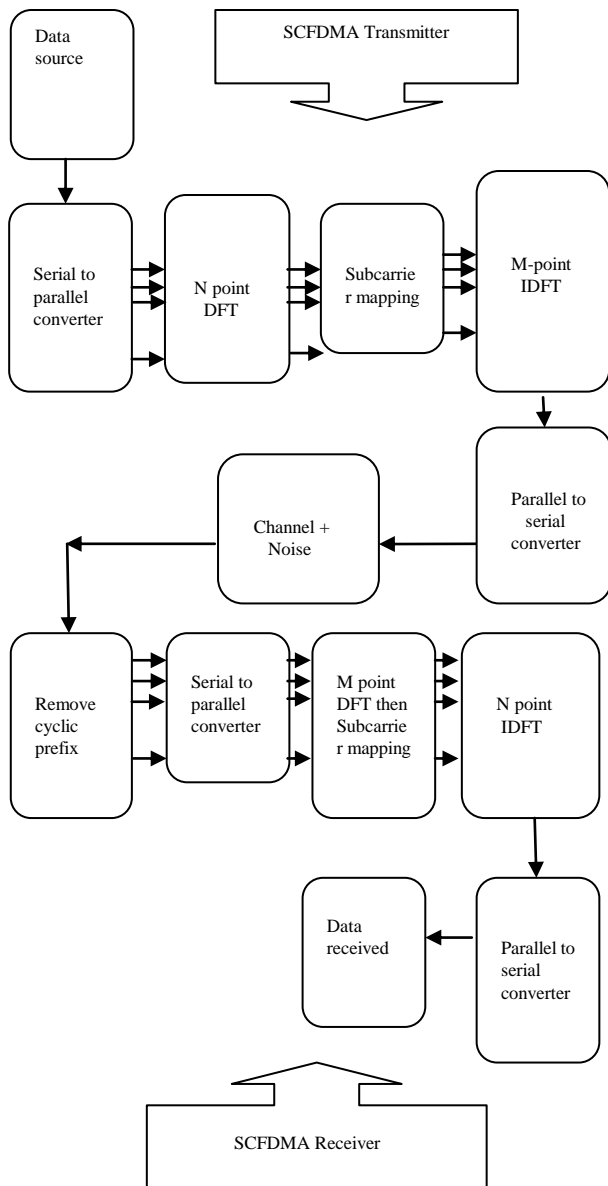 Data
source
SCFDMA Transmitter
Serial to
parallel
converter
N point
DFT
Subcarrie
r mapping
M-point
IDFT
Parallel to
serial
converter
Channel +
Noise
Remove
cyclic
prefix
Serial to
parallel
converter
M point
DFT then
Subcarrie
r mapping
N point
IDFT
Parallel to
serial
converter
Data
received
SCFDMA Receiver